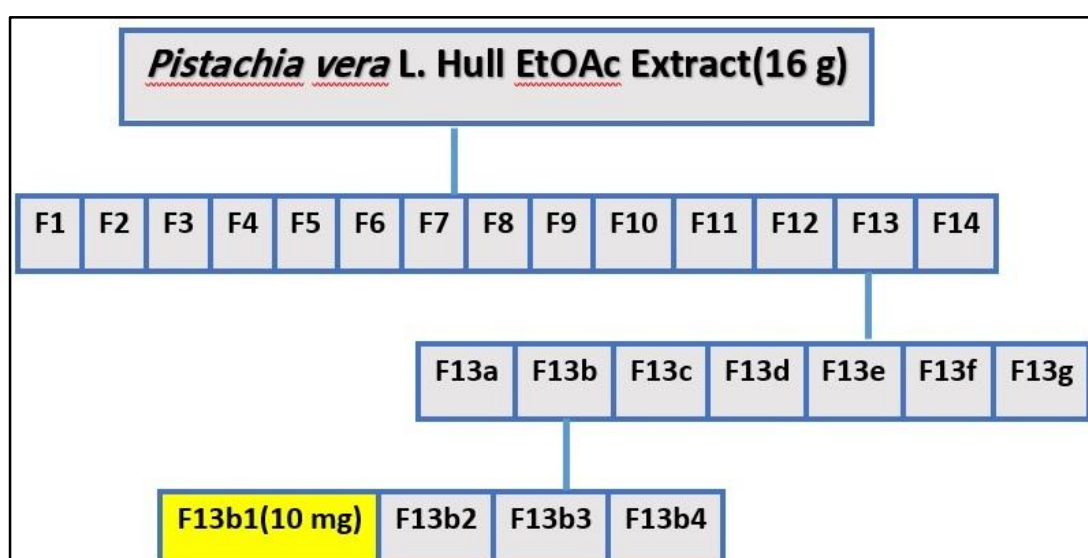 Pistachia vera L. Hull EtOAc Extract(16 g)
F1 F2 F3 F4 F5 F6 F7 F8 F9 F10 F11 F12 F13 F14
F13a F13b F13c F13d F13e F13f F13g
F13b1(10 mg) F13b2 F13b3 F13b4